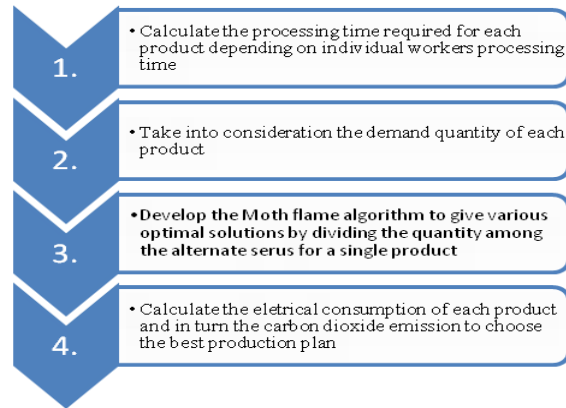 1.
• Calculate the processing time required for each
product depending on individual workers processing
time
2.
• Take into consideration the demand quantity of each
product
3.
• Develop the Moth flame algorithm to give various
optimal solutions by dividing the quantity among
the alternate serus for a single product
4.
• Calculate the eletrical consumption of each product
and in turn the carbon dioxide emission to choose
the best production plan